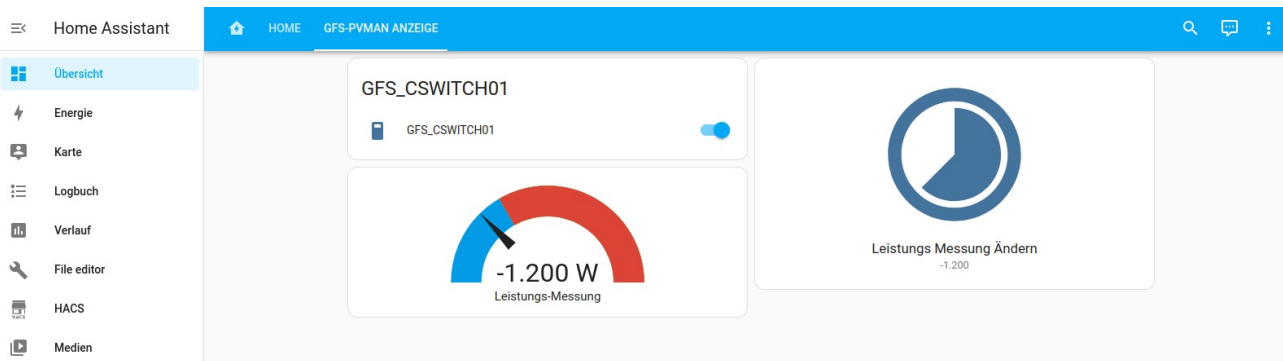 Home Assistant
HOME
GFS-PVMAN ANZEIGE
Übersicht
Energie
Karte
Logbuch
Verlauf
File editor
HACS
HACS
Medien
GFS_CSWITCH01
GFS_CSWITCH01
-1.200 W
Leistungs-Messung
Leistungs Messung Ändern
-1.200